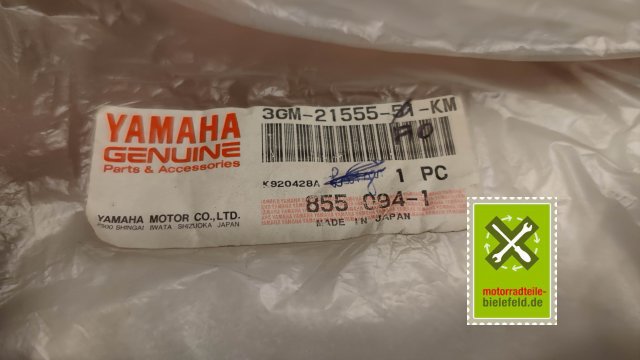 YAMAHA
GENUINE
Parts & Accessories
YAMAHA MOTOR CO.,LTD.
2500 SHINGAI IWATA SHIZUOKA JAPAN
3GM-21555- -KM
K920428A
1 PC
855 094-1
MADE IN JAPAN
motorradteile-
bielefeld.de